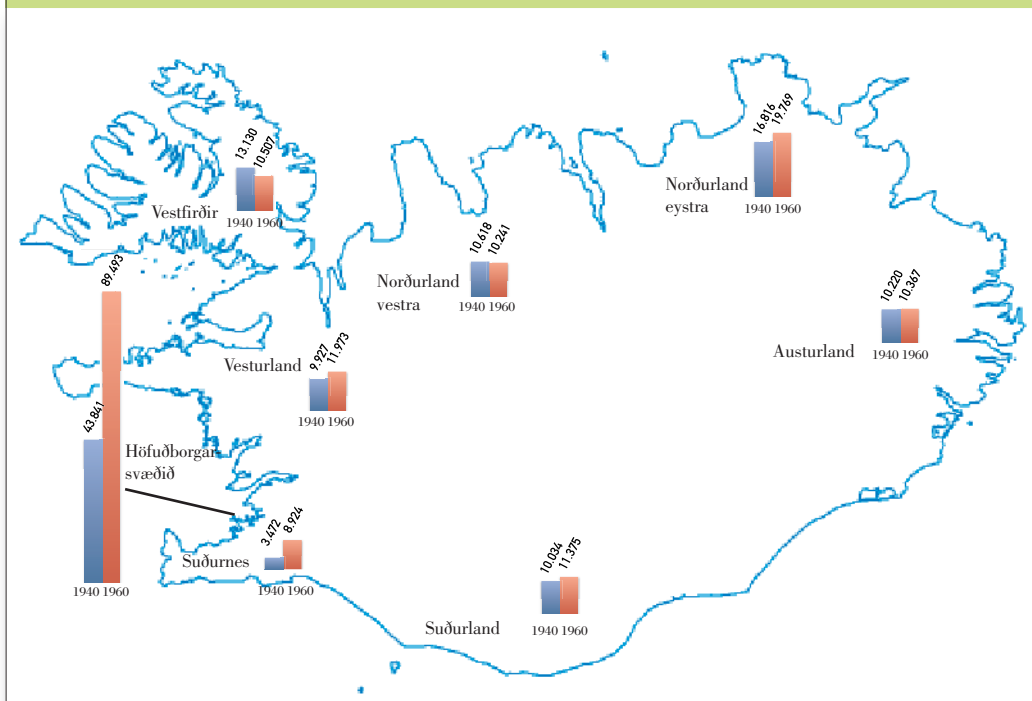 13.130
10.507
Vestfirðir
1940 1960
16.816
19.769
Norðurland
eystra
1940 1960
10.618
10.241
Norðurland
vestra
1940 1960
10.220
10.367
Austurland
1940 1960
9.927
11.973
Vesturland
1940 1960
43.841
89.493
Höfuðborgar-
svæðið
1940 1960
3.472
8.924
Suðurnes
1940 1960
10.034
11.375
Suðurland
1940 1960